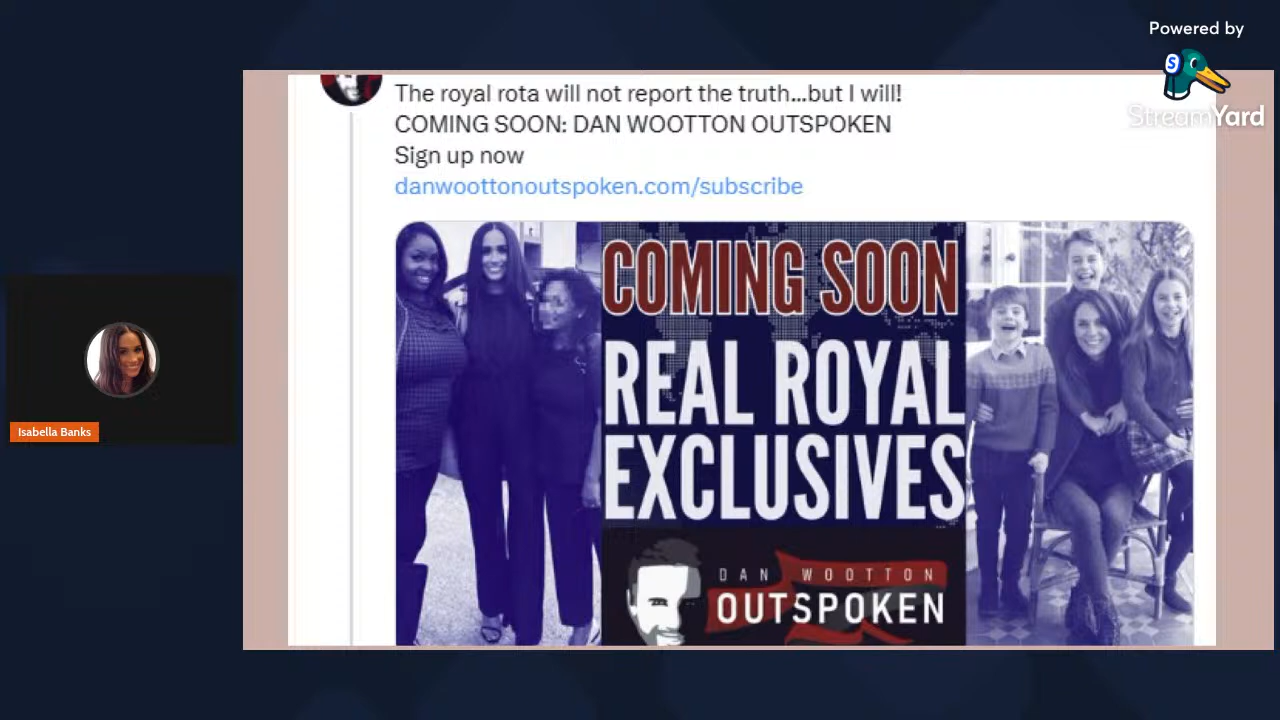 Powered by
S
StreamYard
The royal rota will not report the truth...but I will!
COMING SOON: DAN WOOTTON OUTSPOKEN
Sign up now
danwoottonoutspoken.com/subscribe
COMING SOON
REAL ROYAL
EXCLUSIVES
DAN WOOTTON
OUTSPOKEN
Isabella Banks